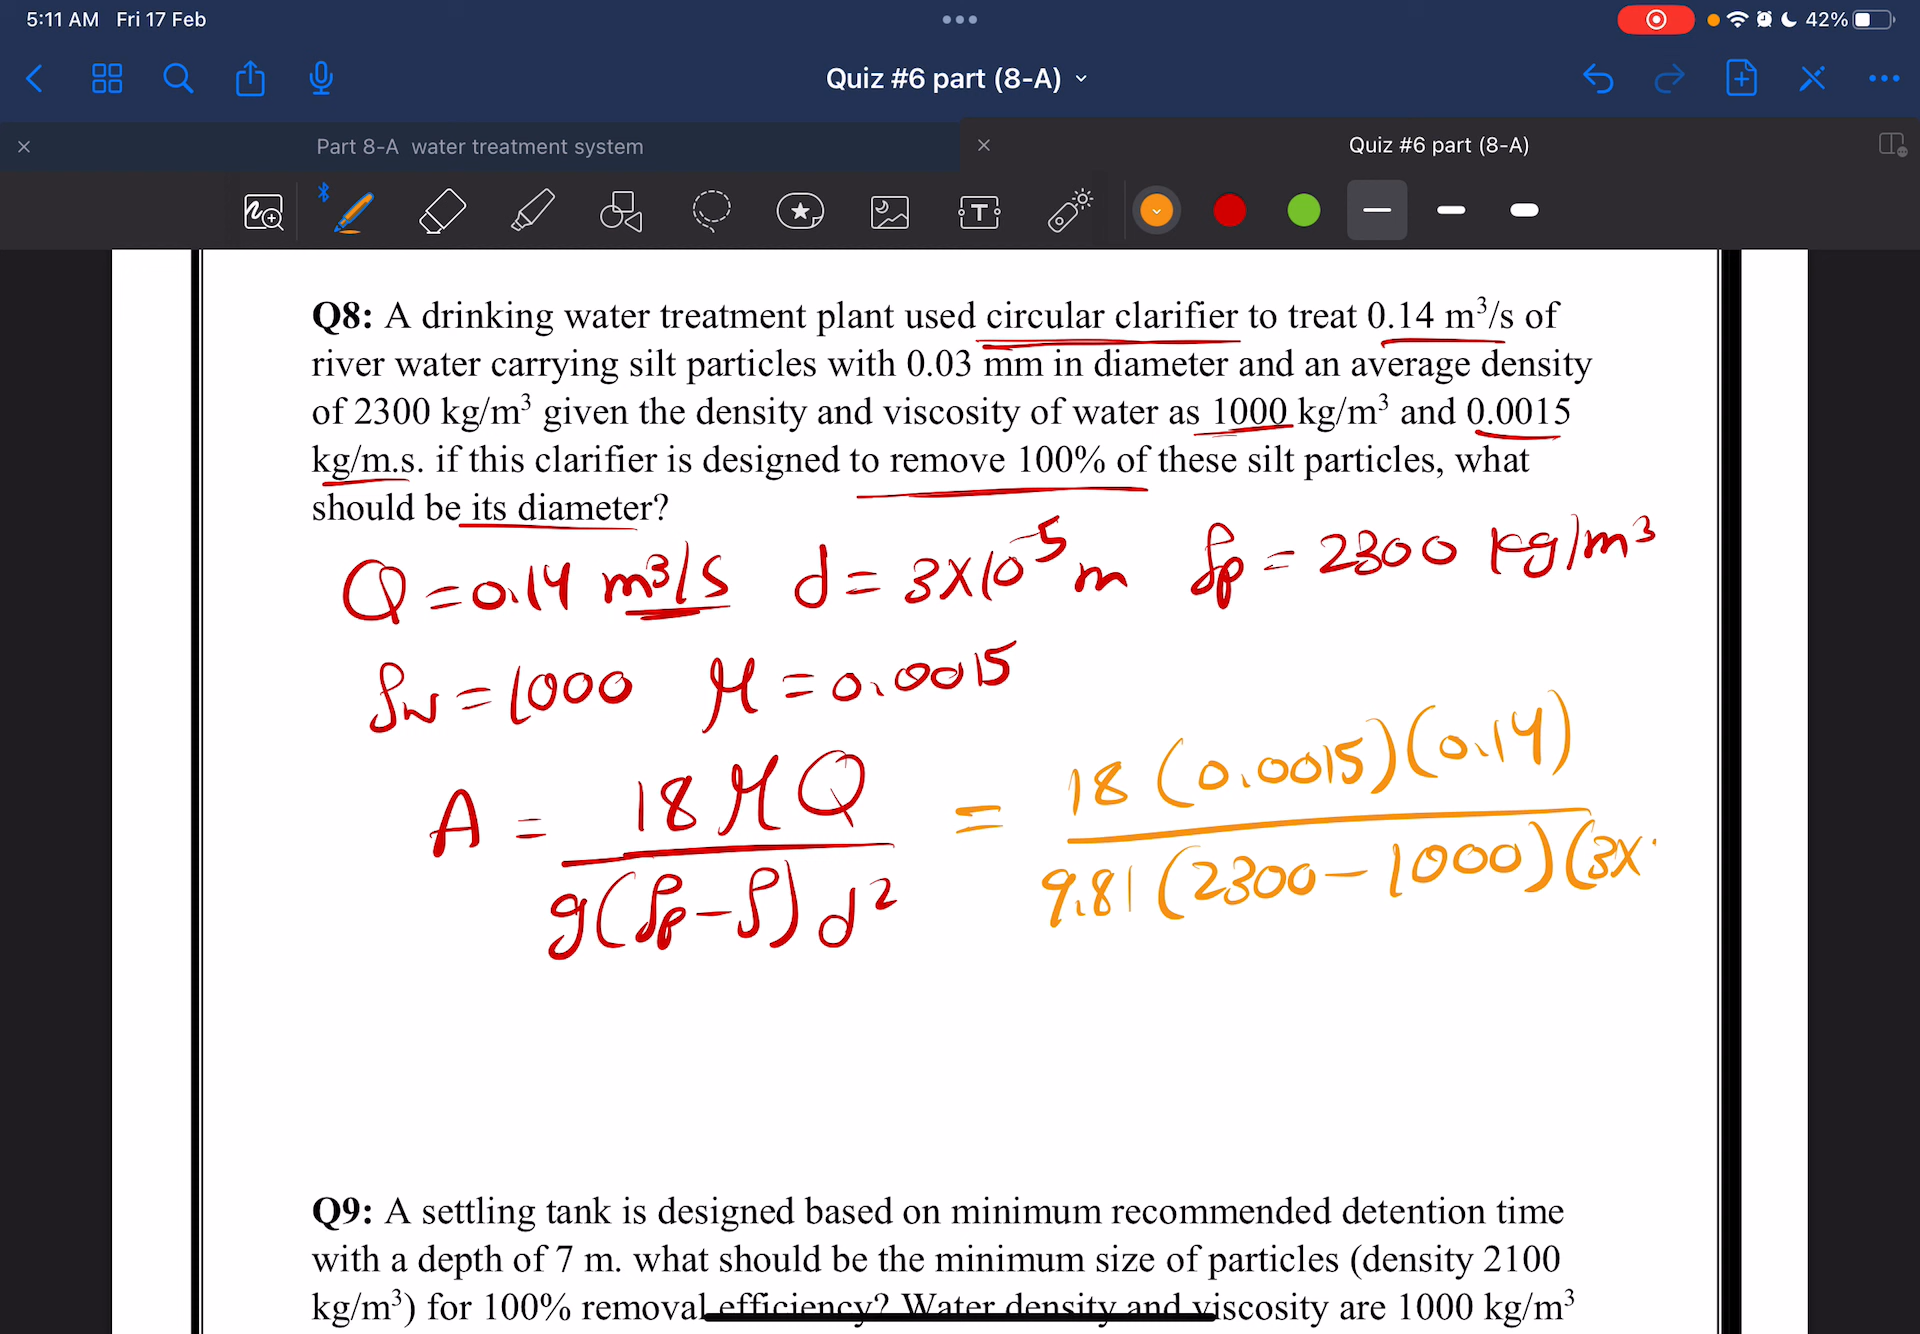 5:11 AM Fri 17 Feb
42%
Quiz #6 part (8-A)
Part 8-A water treatment system
Quiz #6 part (8-A)
T
Q8: A drinking water treatment plant used circular clarifier to treat 0.14 m³/s of
river water carrying silt particles with 0.03 mm in diameter and an average density
of 2300 kg/m³ given the density and viscosity of water as 1000 kg/m³ and 0.0015
kg/m.s. if this clarifier is designed to remove 100% of these silt particles, what
should be its diameter?
Q = 0.14 m3/s d = 3X10⁻⁵ m ρp = 2300 kg/m³
ρw = 1000 μ = 0.0015
A = 18 μ Q / g(ρp - ρ) d² = 18 (0.0015)(0.14) / 9.81 (2300 - 1000)(3X
Q9: A settling tank is designed based on minimum recommended detention time
with a depth of 7 m. what should be the minimum size of particles (density 2100
kg/m³) for 100% removal efficiency? Water density and viscosity are 1000 kg/m³